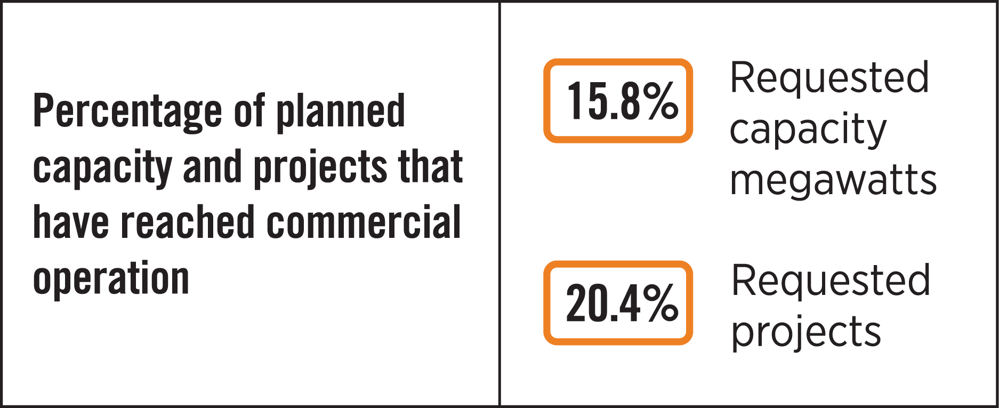 Percentage of planned
capacity and projects that
have reached commercial
operation
15.8%
Requested
capacity
megawatts
20.4%
Requested
projects